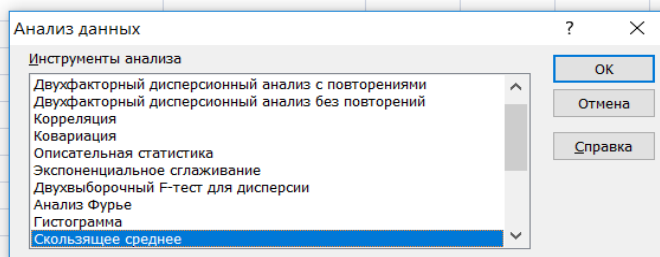 Анализ данных
Инструменты анализа
Двухфакторный дисперсионный анализ с повторениями
Двухфакторный дисперсионный анализ без повторений
Корреляция
Ковариация
Описательная статистика
Экспоненциальное сглаживание
Двухвыборочный F-тест для дисперсии
Анализ Фурье
Гистограмма
Скользящее среднее
ОК
Отмена
Справка